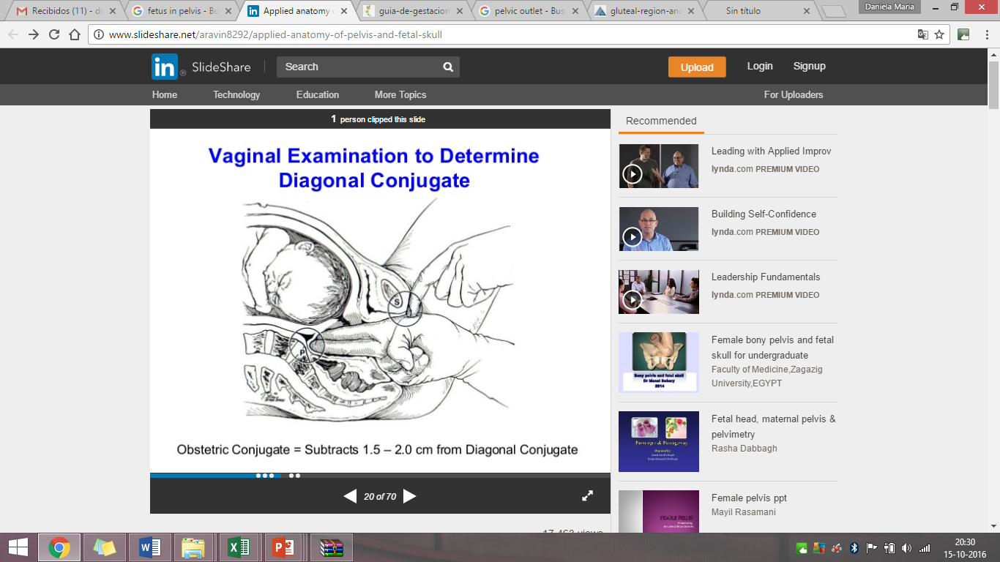 Recibidos (11) - d
fetus in pelvis - Bu
Applied anatomy
guia-de-gestacion
pelvic outlet - Bus
gluteal-region-an
Sin título
Daniela Maria
www.slideshare.net/aravin8292/applied-anatomy-of-pelvis-and-fetal-skull
in SlideShare
Search
Upload
Login
Signup
Home
Technology
Education
More Topics
For Uploaders
1 person clipped this slide
Vaginal Examination to Determine
Diagonal Conjugate
S
P
Obstetric Conjugate = Subtracts 1.5 – 2.0 cm from Diagonal Conjugate
20 of 70
17,463 views
Recommended
Leading with Applied Improv
lynda.com PREMIUM VIDEO
Building Self-Confidence
lynda.com PREMIUM VIDEO
Leadership Fundamentals
lynda.com PREMIUM VIDEO
Female bony pelvis and fetal
skull for undergraduate
Faculty of Medicine,Zagazig
University,EGYPT
Bony pelvis and fetal skull
Dr Manal Behery
2014
Fetal head, maternal pelvis &
pelvimetry
Rasha Dabbagh
Passenger & Passageway
Female pelvis ppt
Mayil Rasamani
FEMALE PELVIS
20:30
15-10-2016